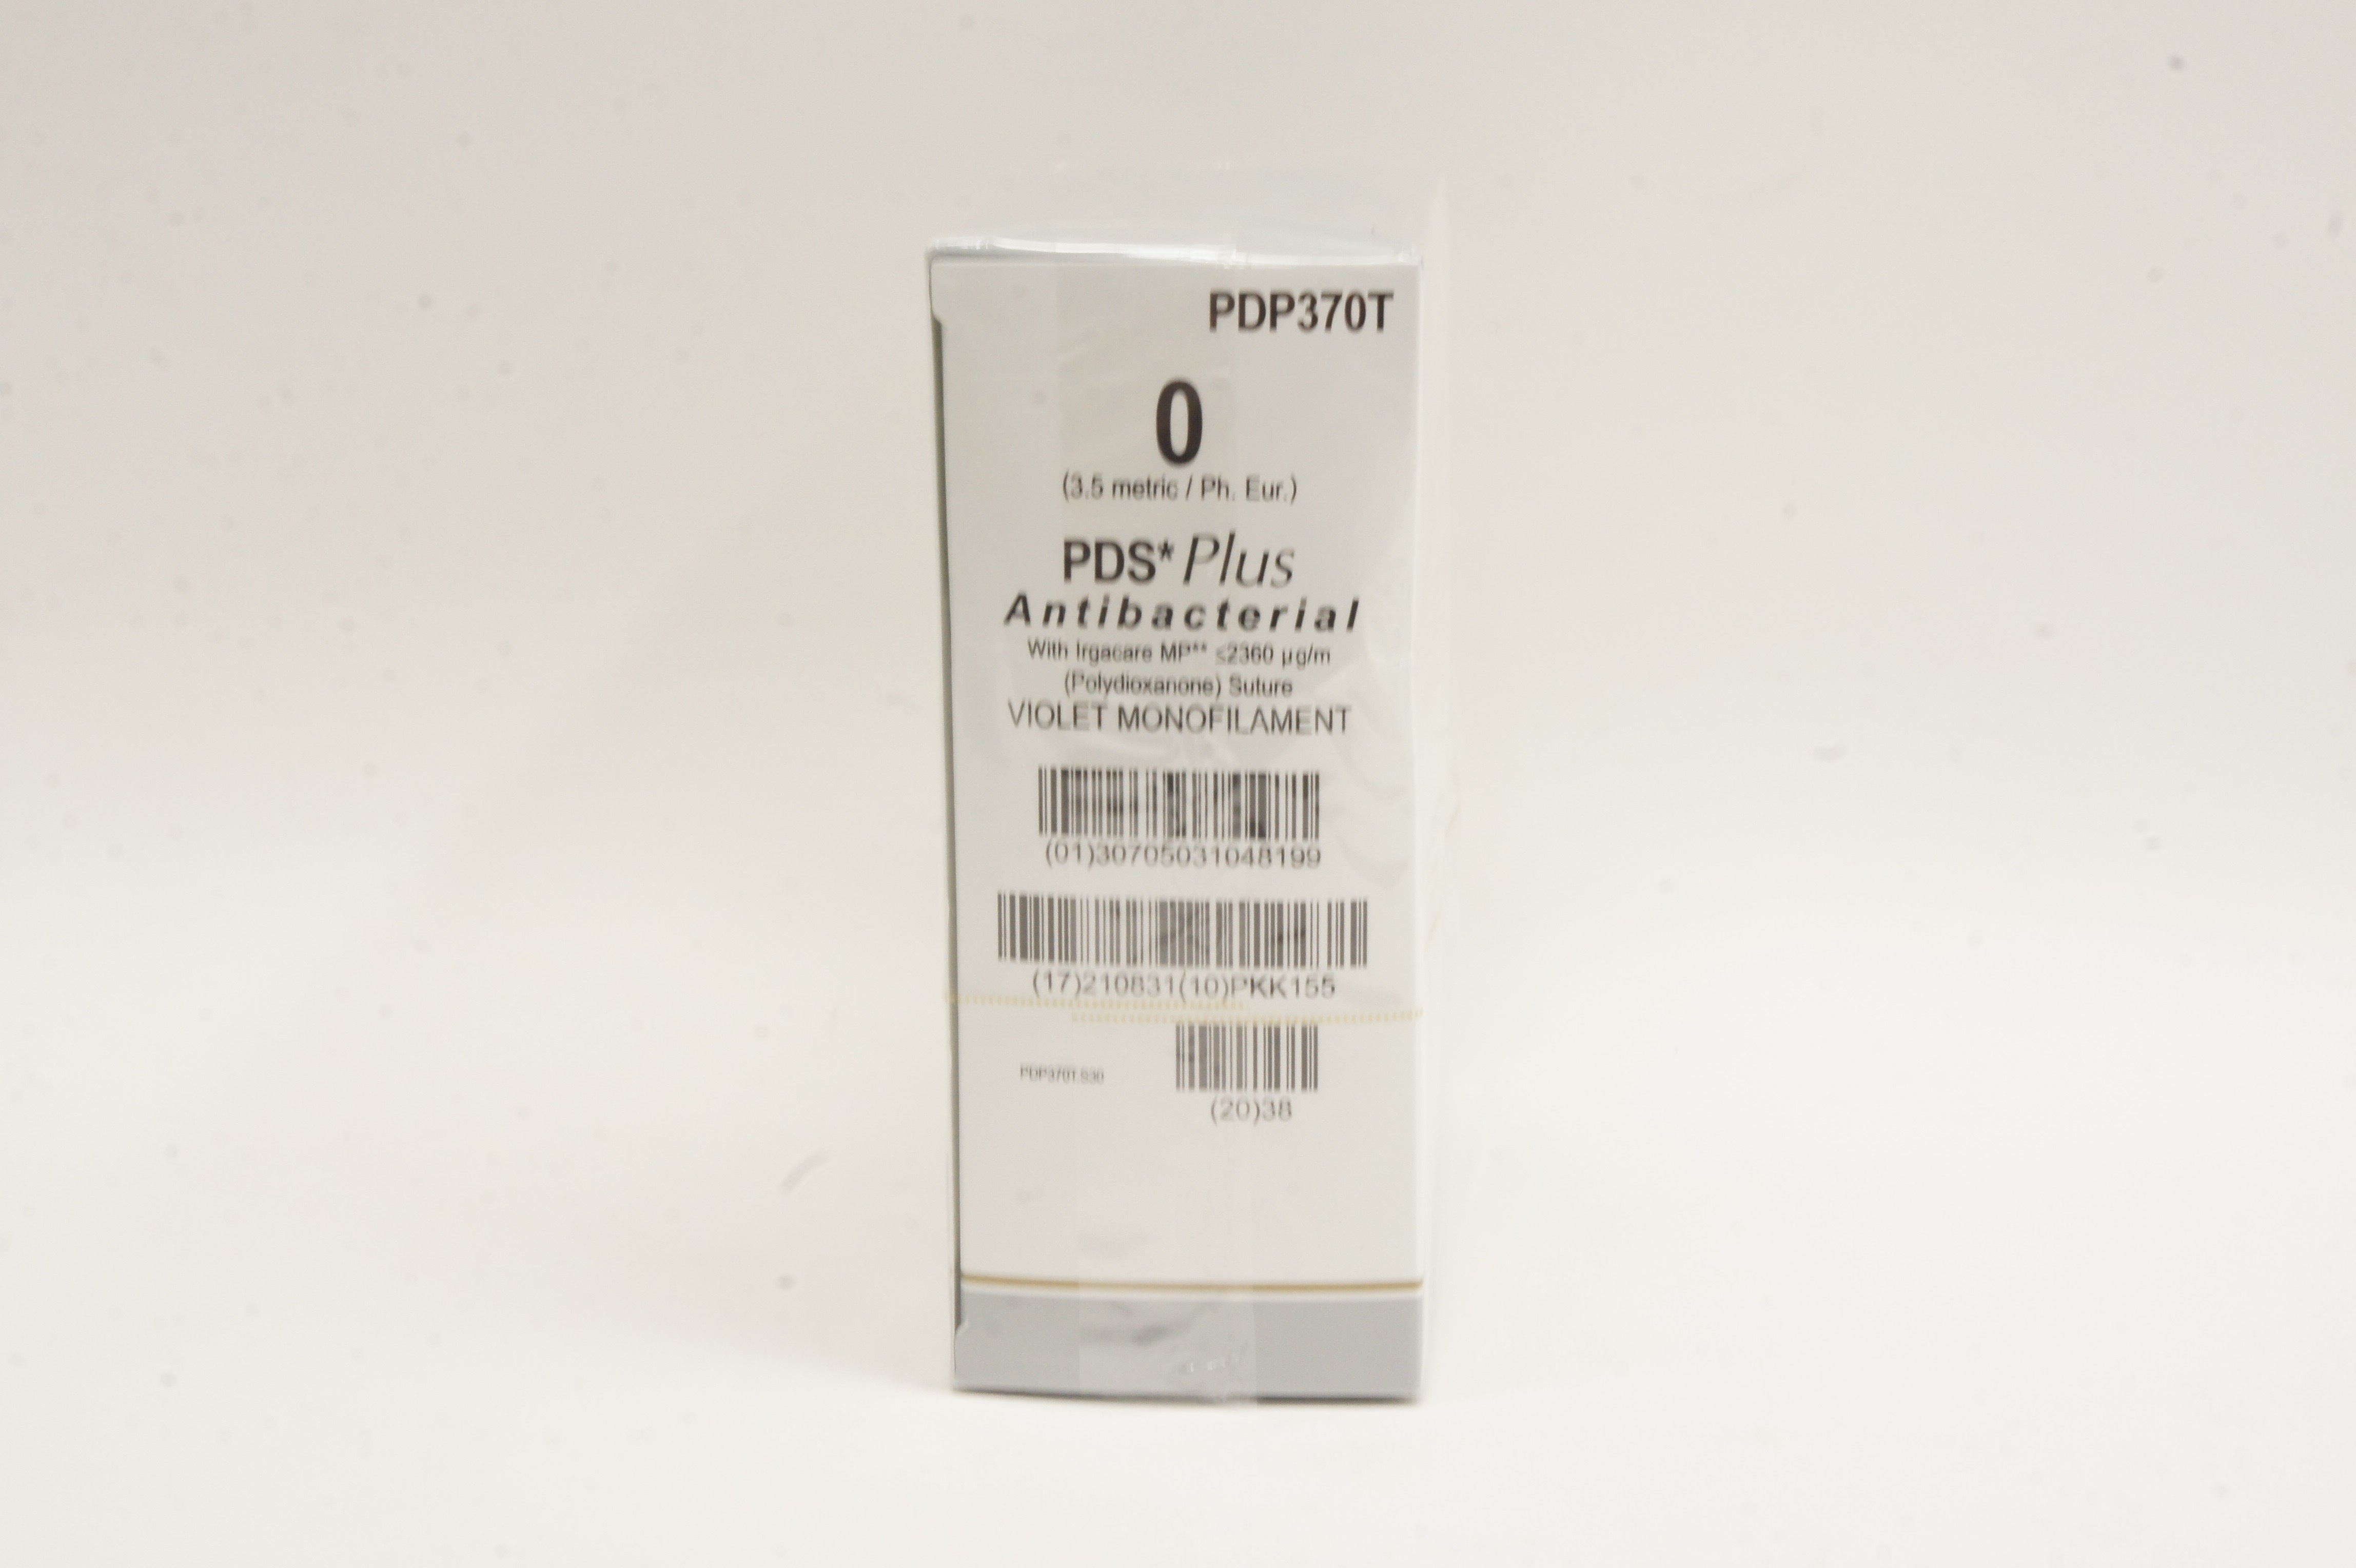 PDP370T
0
(3.5 metric / Ph. Eur.)
PDS* Plus
Antibacterial
With Irgacare MP** ≤2360 µg/m
(Polydioxanone) Suture
VIOLET MONOFILAMENT
(01)30705031048199
(17)210831(10)PKK155
(20)38